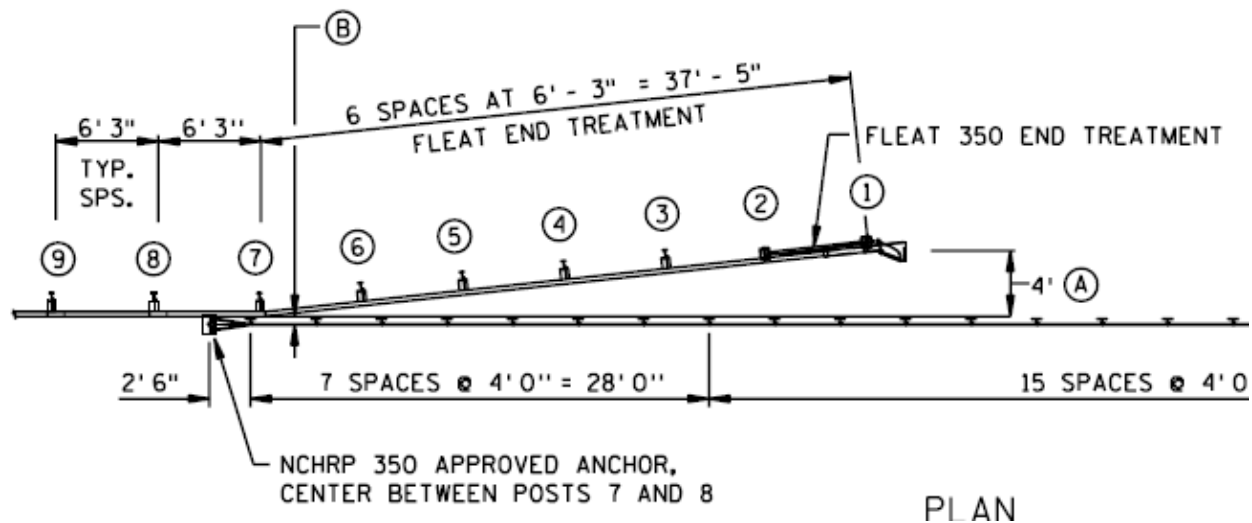 B
6 SPACES AT 6'-3" = 37'-5"
FLEAT END TREATMENT
6'3" 6'3''
TYP.
SPS.
FLEAT 350 END TREATMENT
9 8 7 6 5 4 3 2 1
4' A
2'6" 7 SPACES @ 4'0'' = 28'0'' 15 SPACES @ 4'0
NCHRP 350 APPROVED ANCHOR,
CENTER BETWEEN POSTS 7 AND 8
PLAN